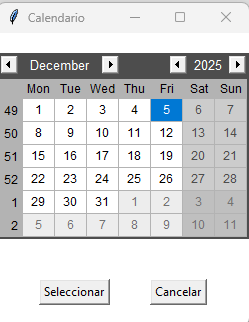 Calendario
December 2025
Mon Tue Wed Thu Fri Sat Sun
49 1 2 3 4 5 6 7
50 8 9 10 11 12 13 14
51 15 16 17 18 19 20 21
52 22 23 24 25 26 27 28
1 29 30 31 1 2 3 4
2 5 6 7 8 9 10 11
Seleccionar Cancelar